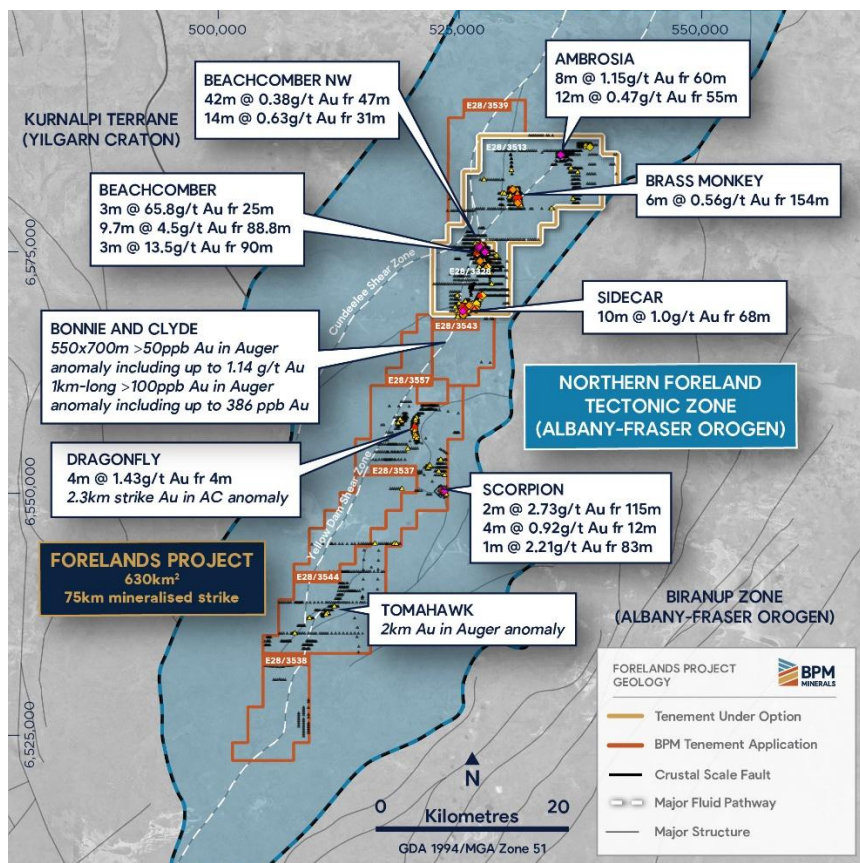 500,000
525,000
550,000
AMBROSIA
8m @ 1.15g/t Au fr 60m
12m @ 0.47g/t Au fr 55m
BEACHCOMBER NW
42m @ 0.38g/t Au fr 47m
14m @ 0.63g/t Au fr 31m
E28/3539
KURNALPI TERRANE
(YILGARN CRATON)
E28/3513
BRASS MONKEY
6m @ 0.56g/t Au fr 154m
BEACHCOMBER
3m @ 65.8g/t Au fr 25m
9.7m @ 4.5g/t Au fr 88.8m
3m @ 13.5g/t Au fr 90m
6,575,000
Cundeelee Shear Zone
E28/3328
SIDECAR
10m @ 1.0g/t Au fr 68m
BONNIE AND CLYDE
550x700m >50ppb Au in Auger
anomaly including up to 1.14 g/t Au
1km-long >100ppb Au in Auger
anomaly including up to 386 ppb Au
E28/3543
E28/3557
NORTHERN FORELAND
TECTONIC ZONE
(ALBANY-FRASER OROGEN)
DRAGONFLY
4m @ 1.43g/t Au fr 4m
2.3km strike Au in AC anomaly
E28/3537
6,550,000
Yellow Dam Shear Zone
SCORPION
2m @ 2.73g/t Au fr 115m
4m @ 0.92g/t Au fr 12m
1m @ 2.21g/t Au fr 83m
FORELANDS PROJECT
630km²
75km mineralised strike
E28/3544
TOMAHAWK
2km Au in Auger anomaly
BIRANUP ZONE
(ALBANY-FRASER OROGEN)
E28/3538
6,525,000
FORELANDS PROJECT
GEOLOGY
BPM
MINERALS
Tenement Under Option
BPM Tenement Application
Crustal Scale Fault
Major Fluid Pathway
Major Structure
N
0
20
Kilometres
GDA 1994/MGA Zone 51